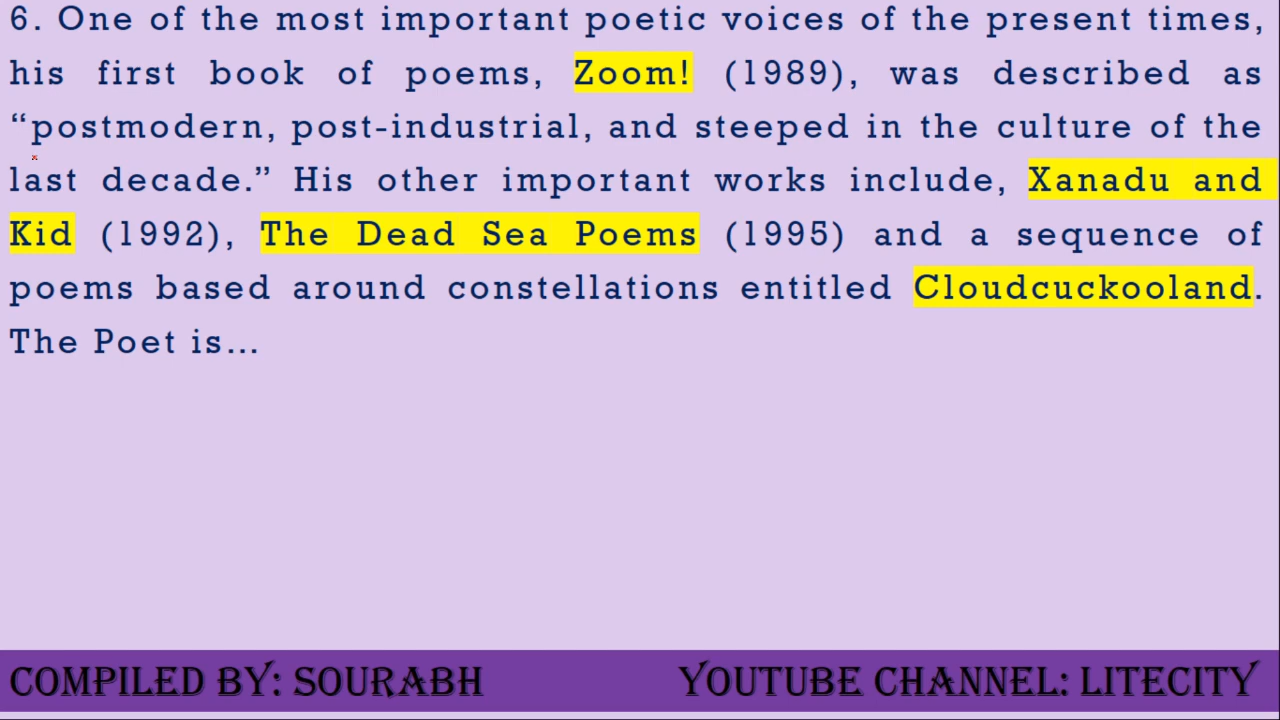 6. One of the most important poetic voices of the present times,
his first book of poems, Zoom! (1989), was described as
“postmodern, post-industrial, and steeped in the culture of the
last decade.” His other important works include, Xanadu and
Kid (1992), The Dead Sea Poems (1995) and a sequence of
poems based around constellations entitled Cloudcuckooland.
The Poet is...
COMPILED BY: SOURABH
YOUTUBE CHANNEL: LITECITY